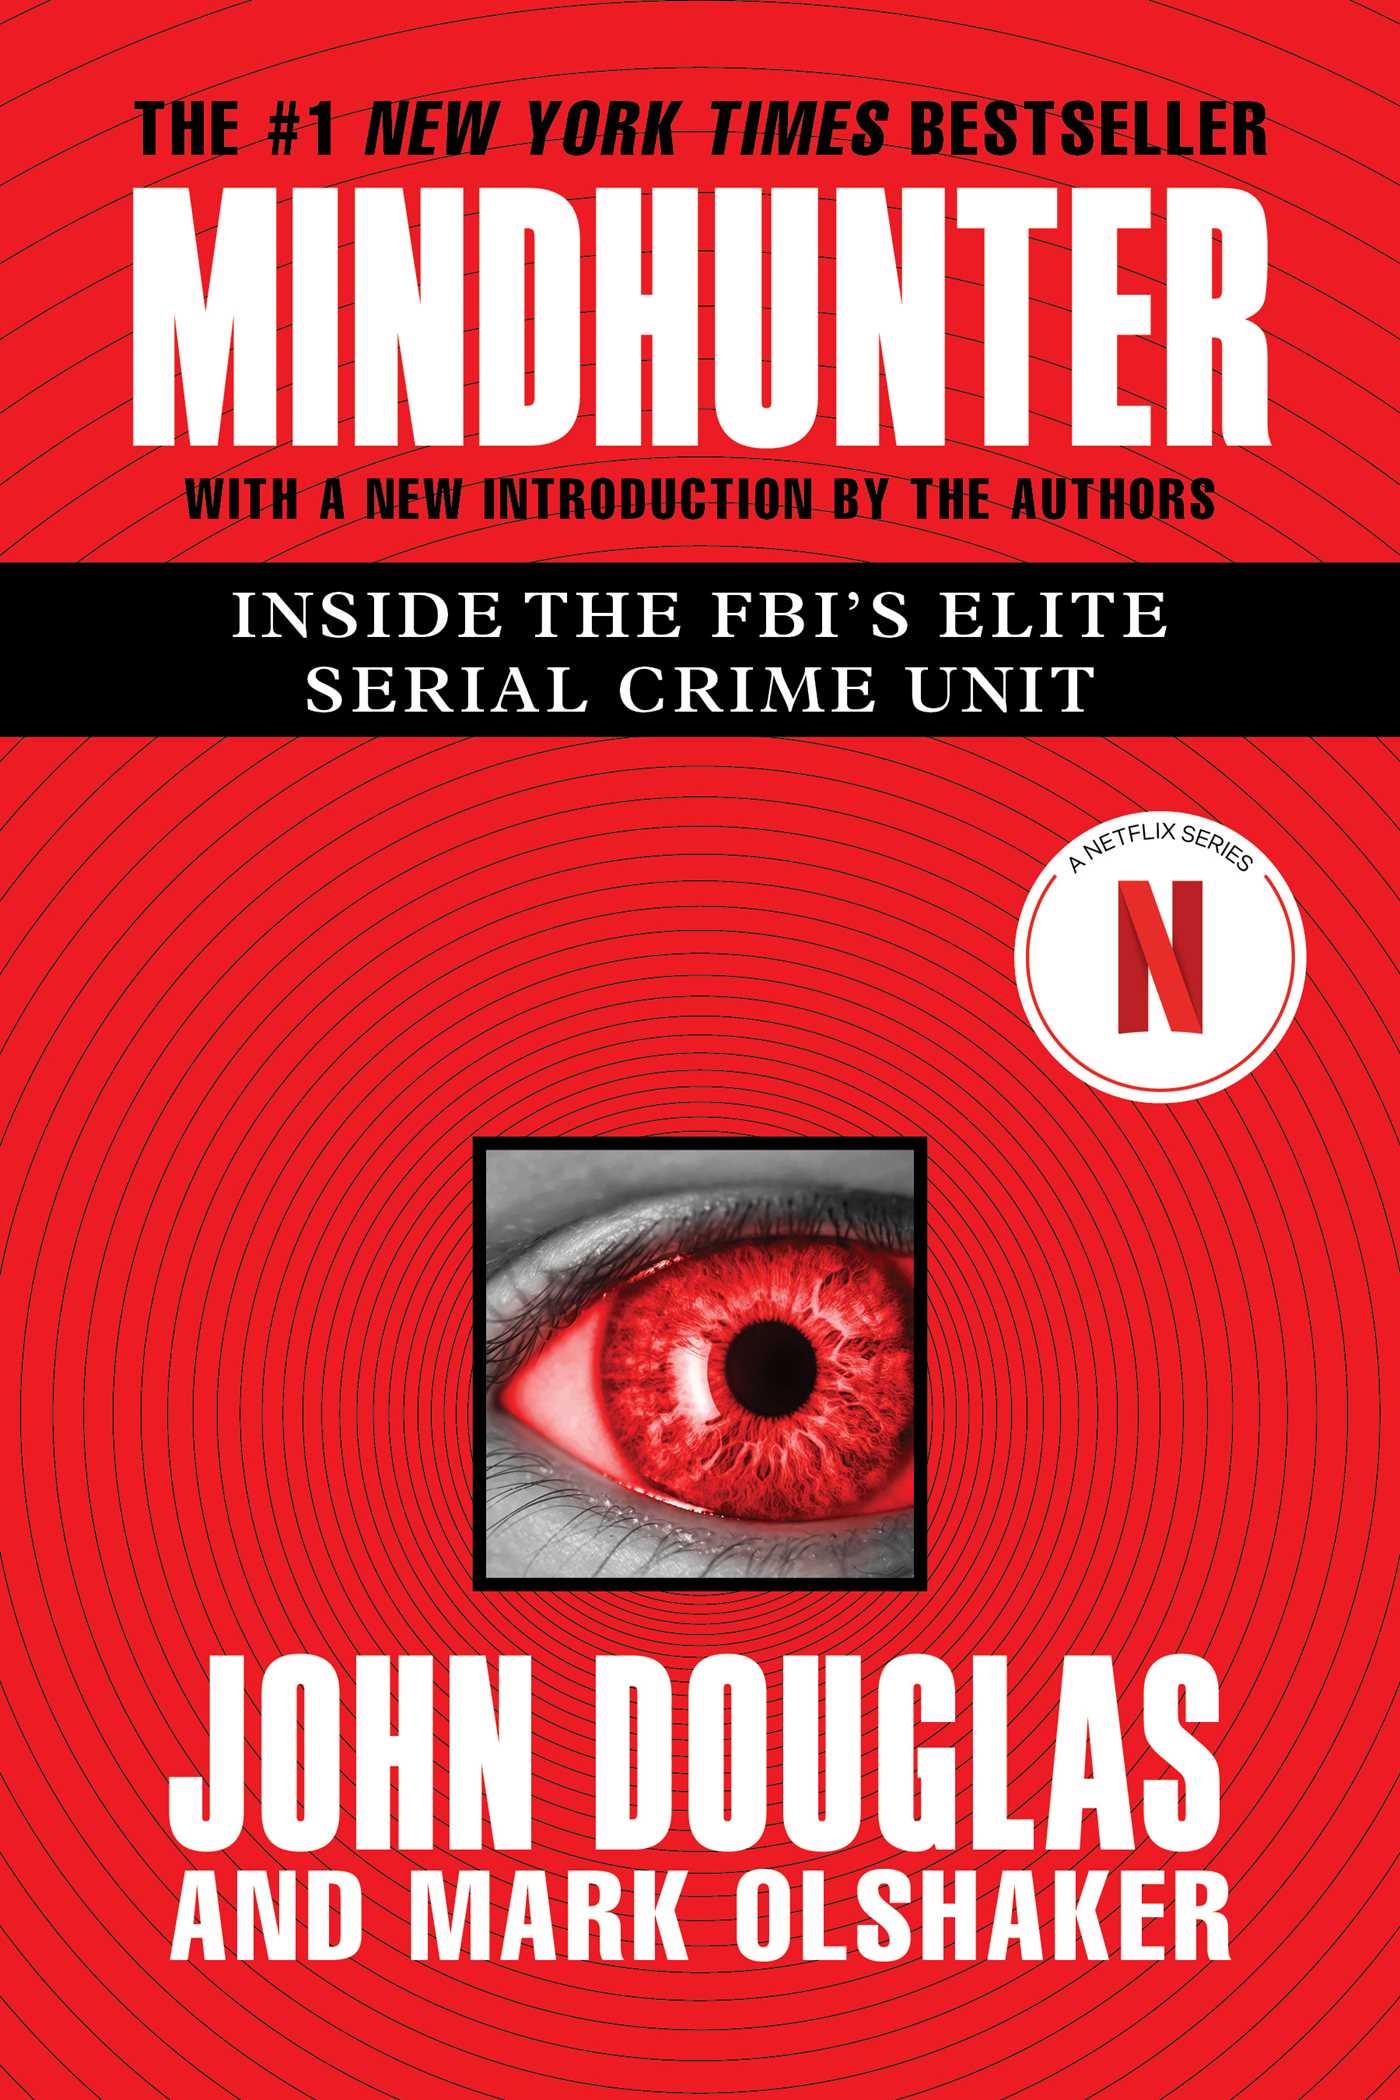 THE #1 NEW YORK TIMES BESTSELLER
MINDHUNTER
WITH A NEW INTRODUCTION BY THE AUTHORS
INSIDE THE FBI’S ELITE
SERIAL CRIME UNIT
A NETFLIX SERIES
N
JOHN DOUGLAS
AND MARK OLSHAKER